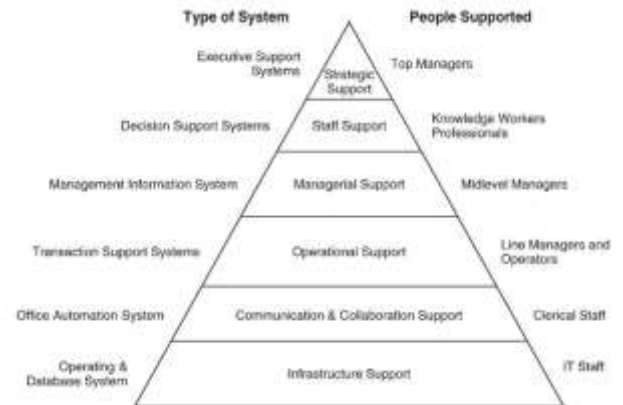 Type of System
People Supported
Executive Support
Systems
Strategic
Support
Top Managers
Decision Support Systems
Staff Support
Knowledge Workers
Professionals
Management Information System
Managerial Support
Midlevel Managers
Transaction Support Systems
Operational Support
Line Managers and
Operators
Office Automation System
Communication & Collaboration Support
Clerical Staff
Operating &
Database System
Infrastructure Support
IT Staff